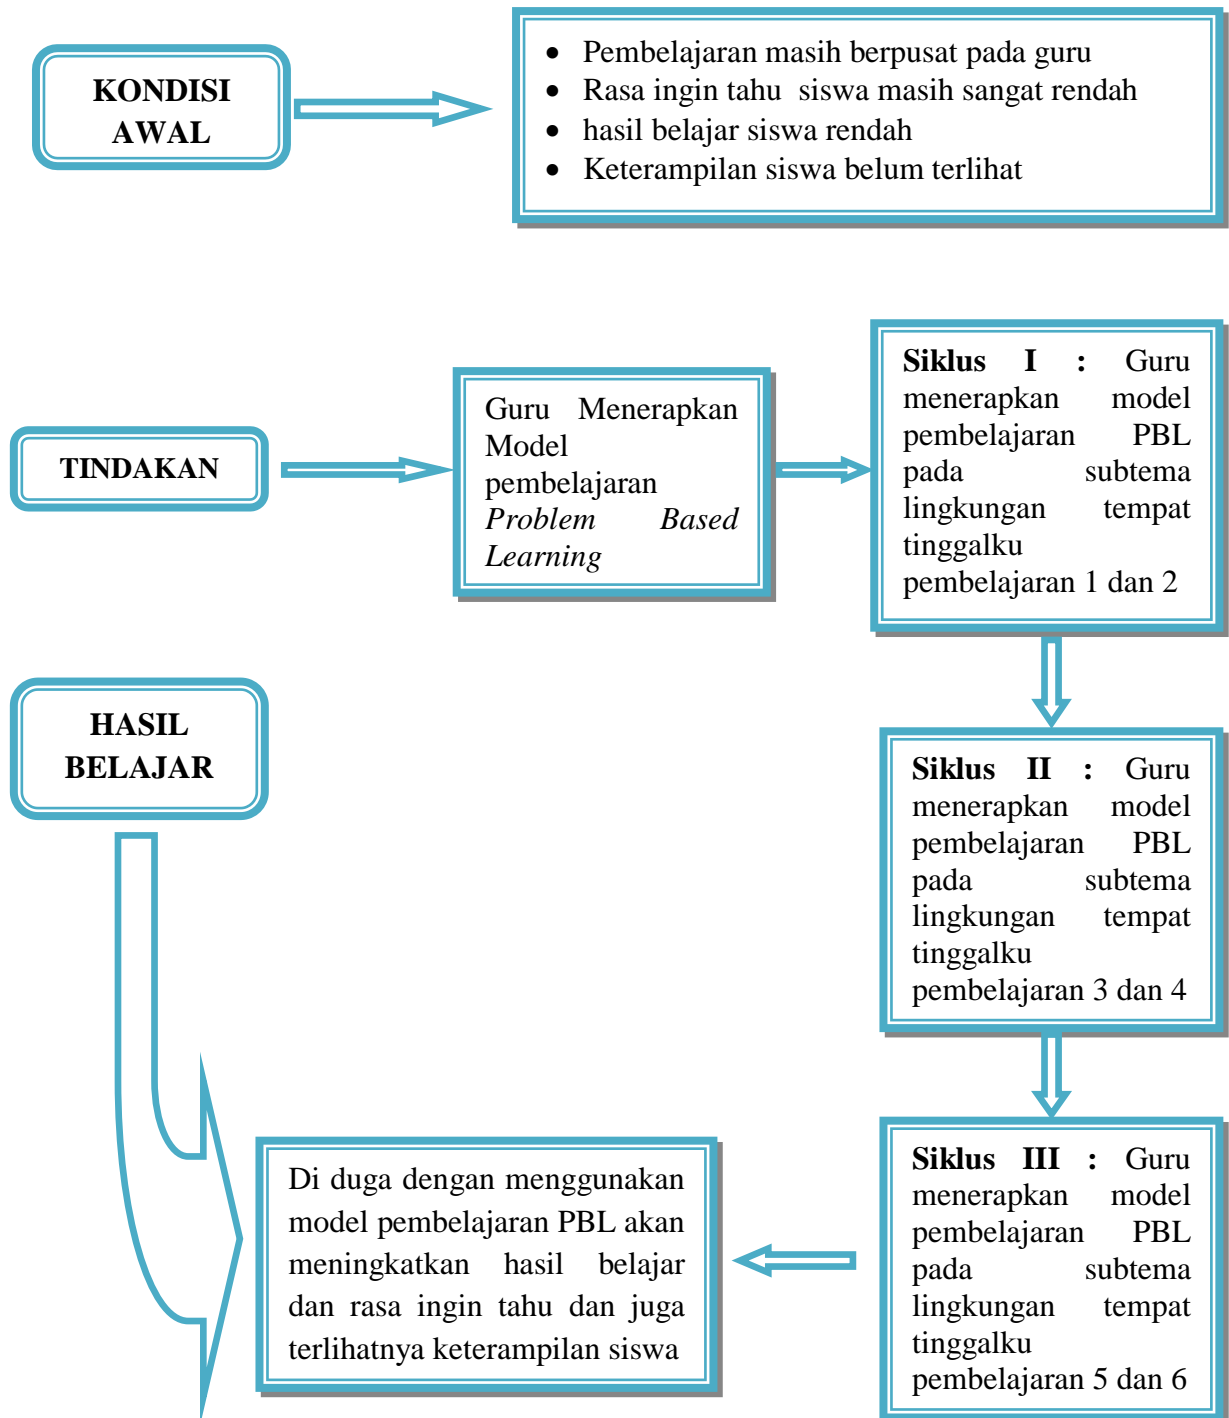 KONDISI
AWAL
• Pembelajaran masih berpusat pada guru
• Rasa ingin tahu siswa masih sangat rendah
• hasil belajar siswa rendah
• Keterampilan siswa belum terlihat
TINDAKAN
Guru Menerapkan
Model
pembelajaran
Problem Based
Learning
Siklus I : Guru
menerapkan model
pembelajaran PBL
pada subtema
lingkungan tempat
tinggalku
pembelajaran 1 dan 2
HASIL
BELAJAR
Siklus II : Guru
menerapkan model
pembelajaran PBL
pada subtema
lingkungan tempat
tinggalku
pembelajaran 3 dan 4
Siklus III : Guru
menerapkan model
pembelajaran PBL
pada subtema
lingkungan tempat
tinggalku
pembelajaran 5 dan 6
Di duga dengan menggunakan
model pembelajaran PBL akan
meningkatkan hasil belajar
dan rasa ingin tahu dan juga
terlihatnya keterampilan siswa